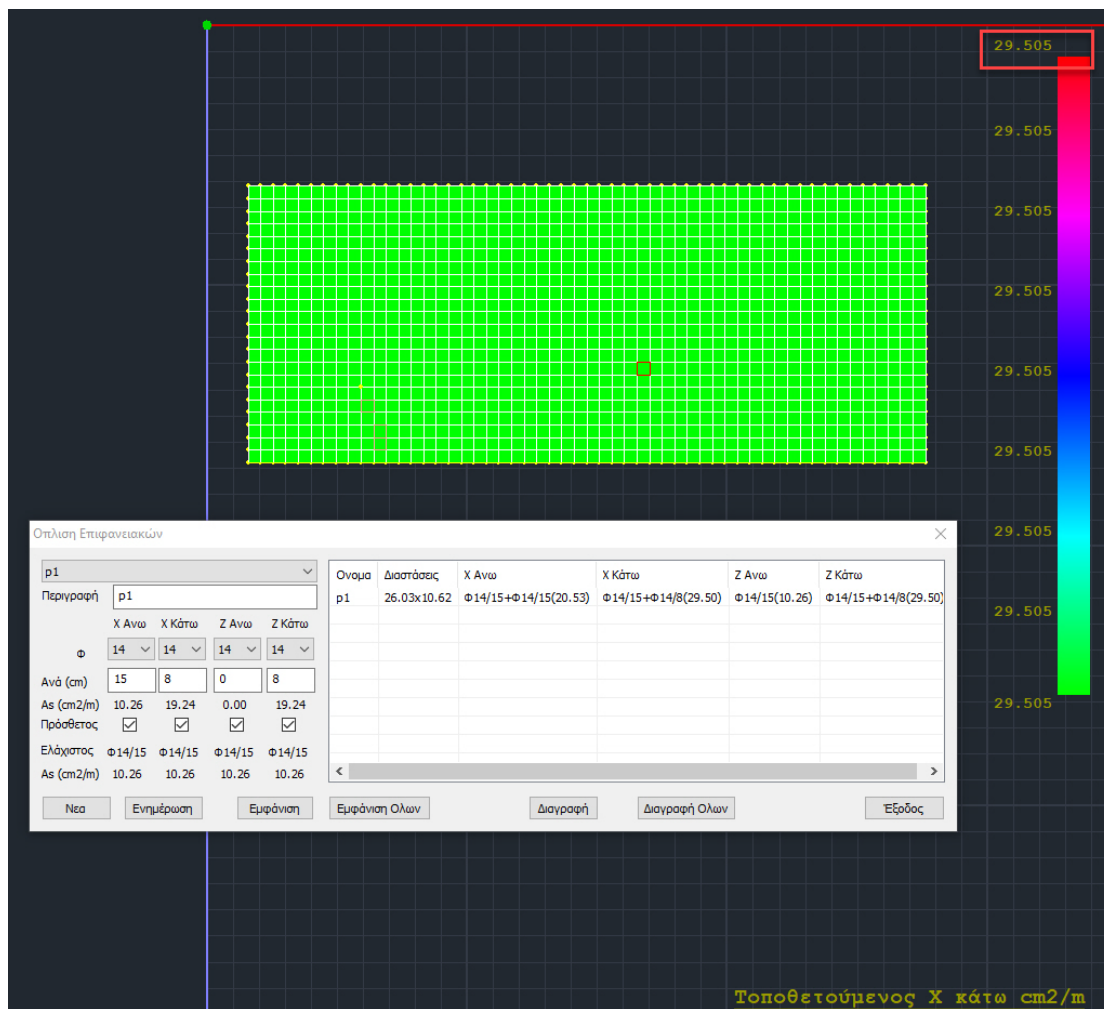 29.505
29.505
29.505
29.505
29.505
29.505
29.505
29.505
29.505
Οπλιση Επιφανειακών
p1
Περιγραφή p1
X Ανω X Κάτω Z Ανω Z Κάτω
Φ 14 14 14 14
Ανά (cm) 15 8 0 8
As (cm2/m) 10.26 19.24 0.00 19.24
Πρόσθετος
Ελάχιστος Φ14/15 Φ14/15 Φ14/15 Φ14/15
As (cm2/m) 10.26 10.26 10.26 10.26
Ονομα Διαστάσεις X Ανω X Κάτω Z Ανω Z Κάτω
p1 26.03x10.62 Φ14/15+Φ14/15(20.53) Φ14/15+Φ14/8(29.50) Φ14/15(10.26) Φ14/15+Φ14/8(29.50)
Νεα Ενημέρωση Εμφάνιση Εμφάνιση Ολων Διαγραφή Διαγραφή Ολων Έξοδος
Τοποθετούμενος X κάτω cm2/m